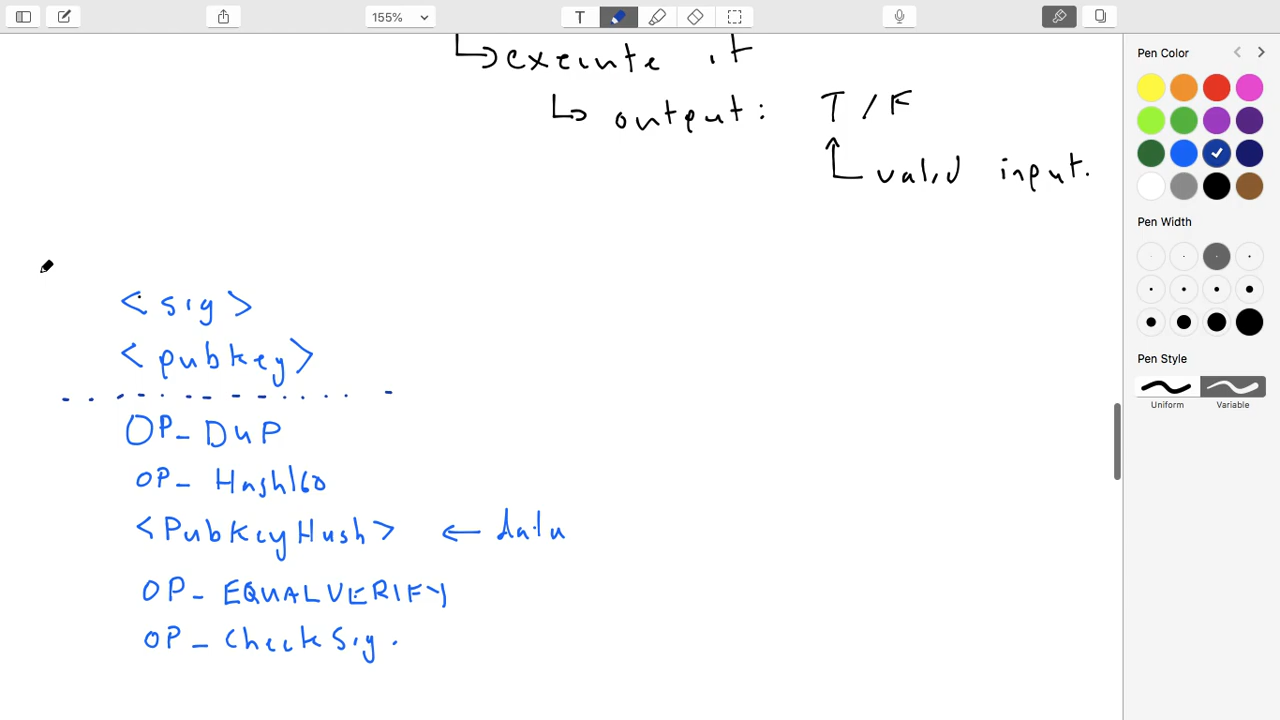 155%
T
↳ execute it
↳ output: T / F
valid input.
<sig>
<pubkey>
OP_DUP
OP_Hash160
<PubKeyHash> ← data
OP_EQUALVERIFY
OP_CheckSig.
Pen Color
Pen Width
Pen Style
Uniform
Variable